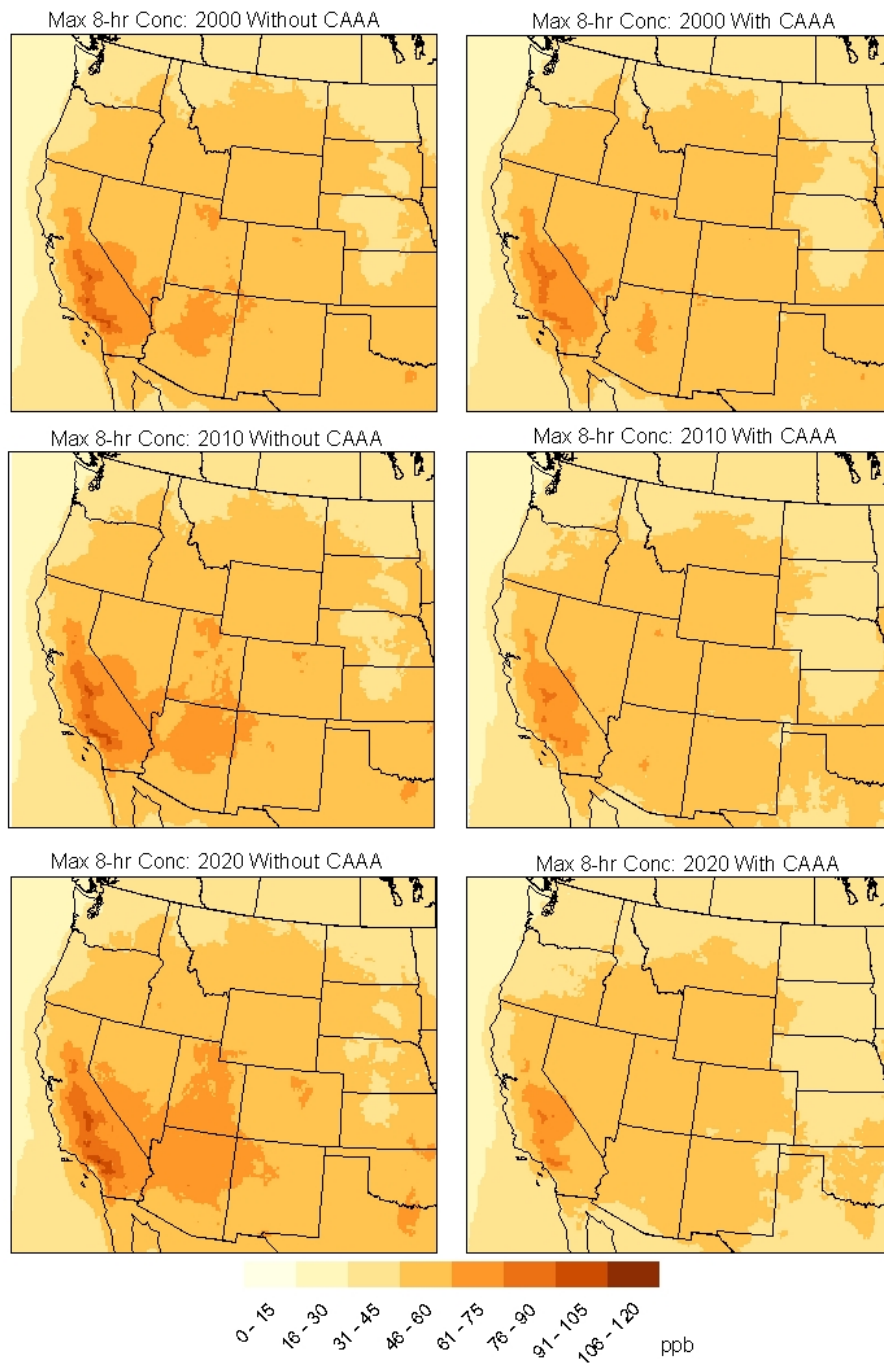 Max 8-hr Conc: 2000 Without CAAA
Max 8-hr Conc: 2000 With CAAA
Max 8-hr Conc: 2010 Without CAAA
Max 8-hr Conc: 2010 With CAAA
Max 8-hr Conc: 2020 Without CAAA
Max 8-hr Conc: 2020 With CAAA
0 - 15
16 - 30
31 - 45
46 - 60
61 - 75
76 - 90
91 - 105
106 - 120
ppb